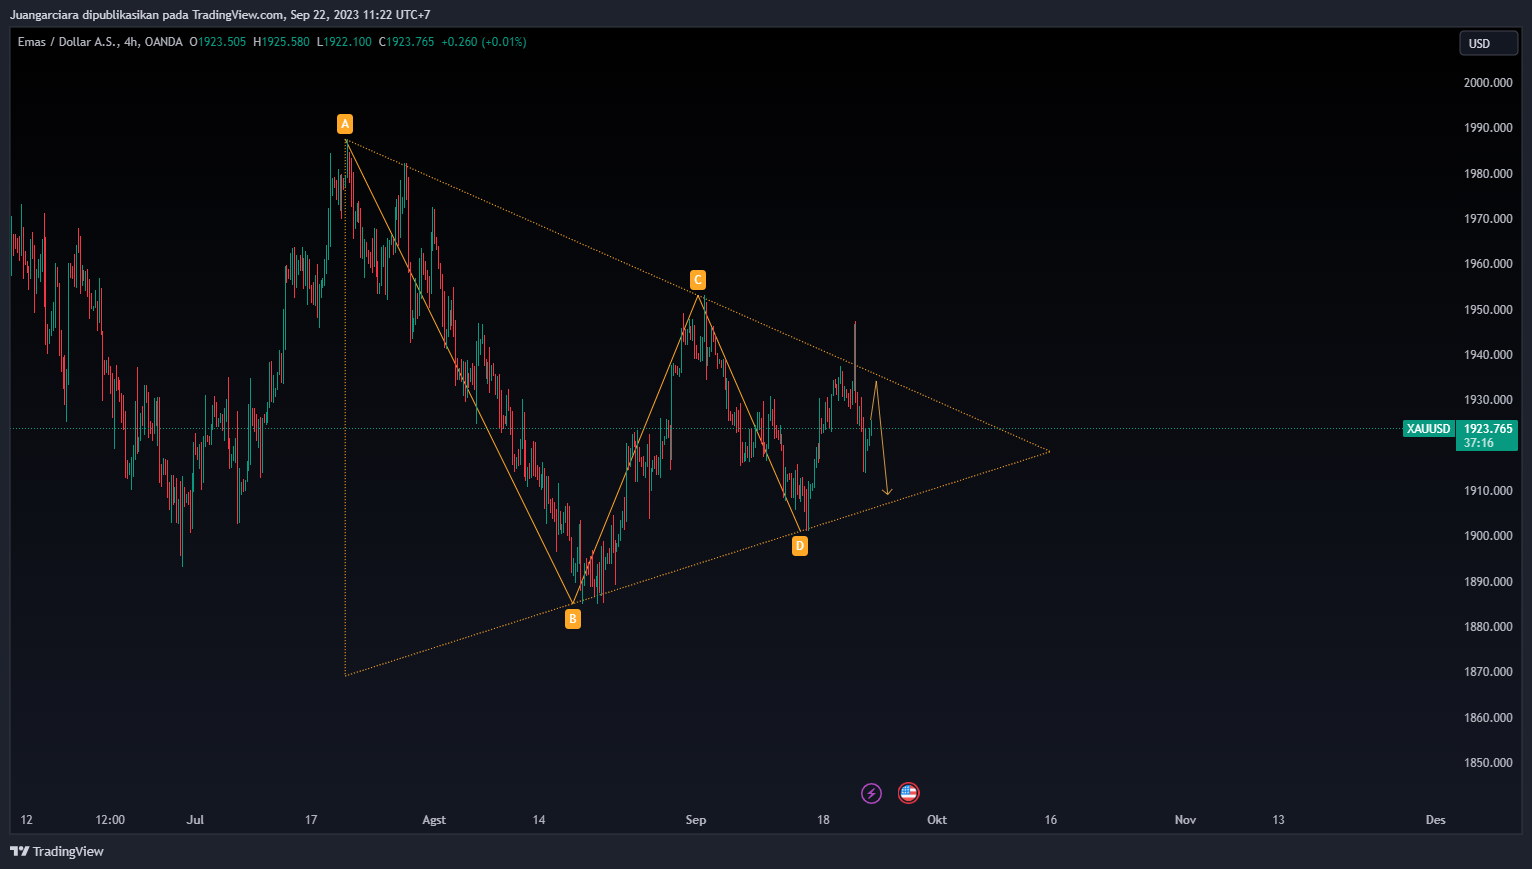 Juangarciara dipublikasikan pada TradingView.com, Sep 22, 2023 11:22 UTC+7
Emas / Dollar A.S., 4h, OANDA O1923.505 H1925.580 L1922.100 C1923.765 +0.260 (+0.01%)
USD
2000.000
1990.000
A
1980.000
1970.000
1960.000
C
1950.000
1940.000
1930.000
XAUUSD 1923.765
37:16
1910.000
1900.000
D
1890.000
B
1880.000
1870.000
1860.000
1850.000
12 12:00 Jul 17 Agst 14 Sep 18 Okt 16 Nov 13 Des
TradingView